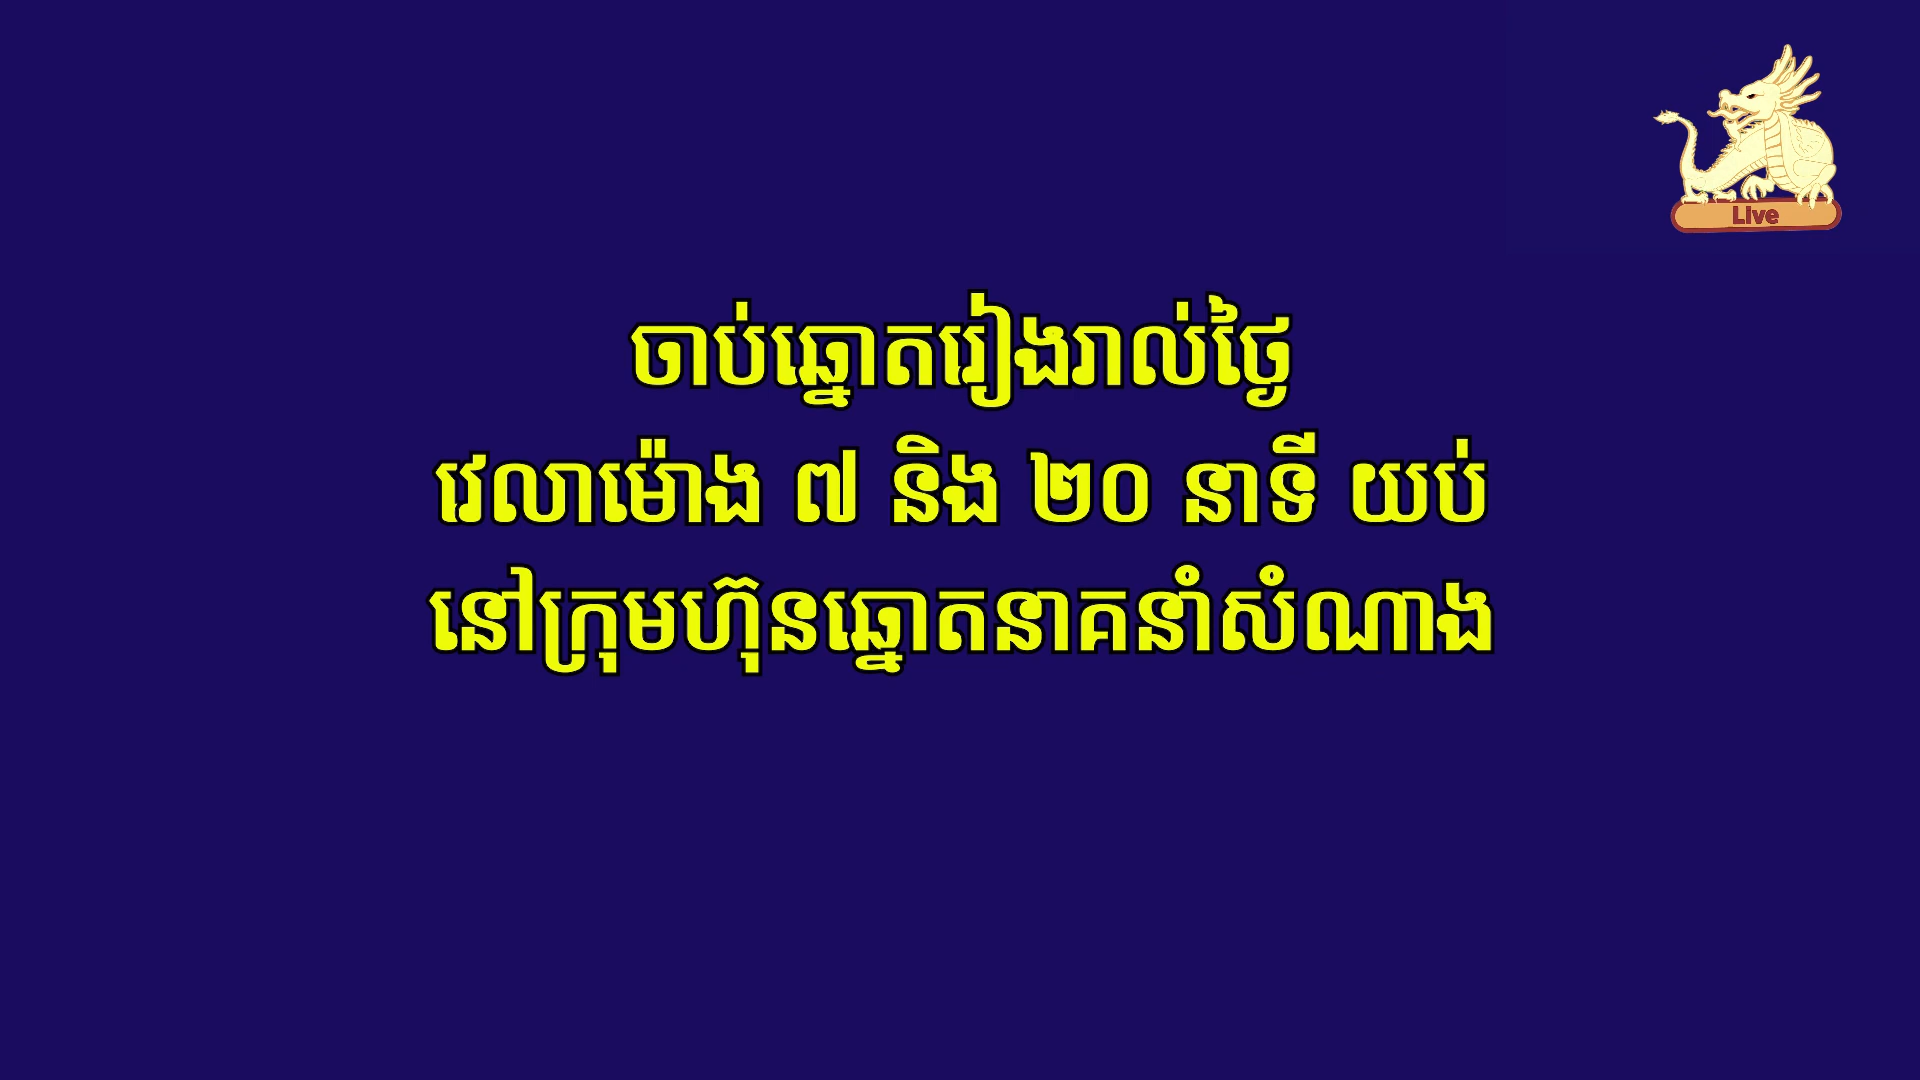 Live
ចាប់ឆ្នោតរៀងរាល់ថ្ងៃ
វេលាម៉ោង ៧ និង ២០ នាទី យប់
នៅក្រុមហ៊ុនឆ្នោតនាគនាំសំណាង